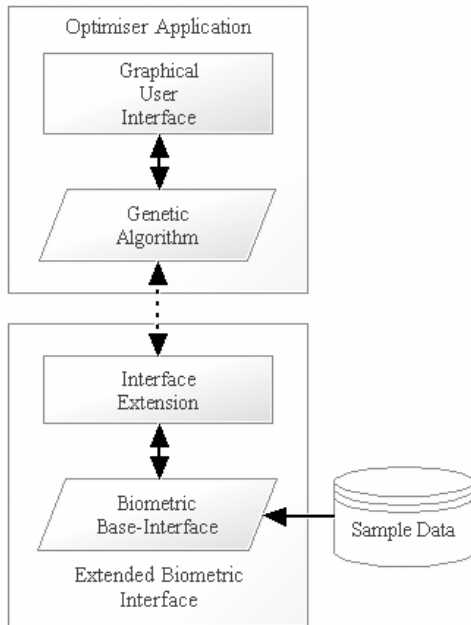 Optimiser Application
Graphical
User
Interface
Genetic
Algorithm
Interface
Extension
Biometric
Base-Interface
Sample Data
Extended Biometric
Interface